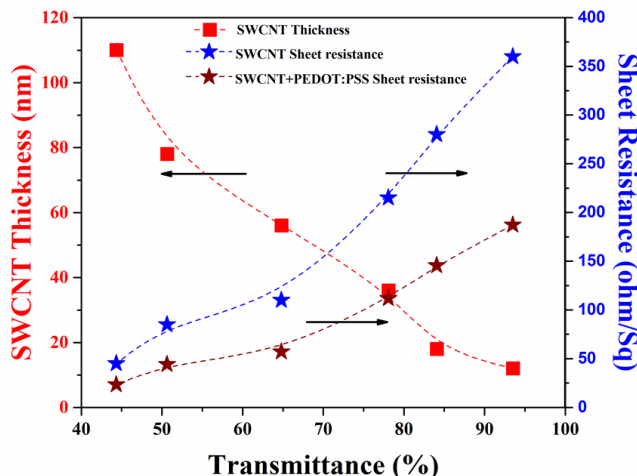 120
100
80
60
40
20
0
SWCNT Thickness (nm)
SWCNT Thickness
SWCNT Sheet resistance
SWCNT+PEDOT:PSS Sheet resistance
400
350
300
250
200
150
100
50
0
Sheet Resistance (ohm/Sq)
40 50 60 70 80 90 100
Transmittance (%)